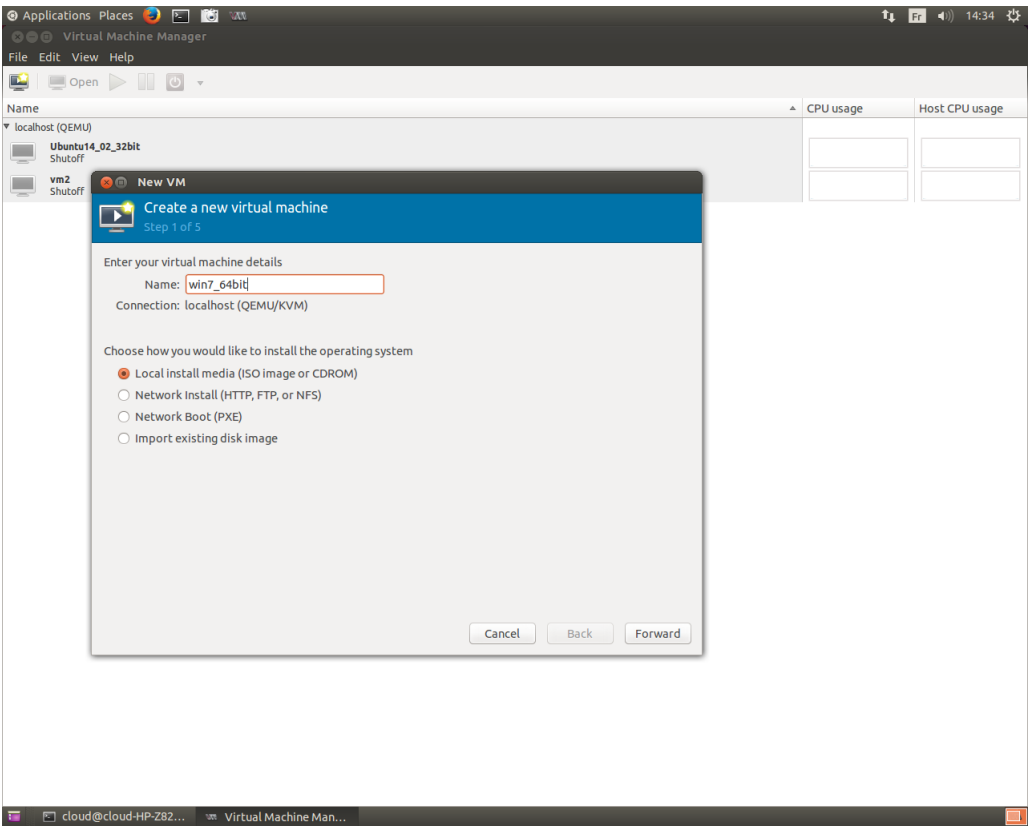 Applications Places Fr 14:34
Virtual Machine Manager
File Edit View Help
Open
Name CPU usage Host CPU usage
localhost (QEMU)
Ubuntu14_02_32bit
Shutoff
vm2
Shutoff
New VM
Create a new virtual machine
Step 1 of 5
Enter your virtual machine details
Name: win7_64bit
Connection: localhost (QEMU/KVM)
Choose how you would like to install the operating system
Local install media (ISO image or CDROM)
Network Install (HTTP, FTP, or NFS)
Network Boot (PXE)
Import existing disk image
Cancel Back Forward
cloud@cloud-HP-Z82... Virtual Machine Man...